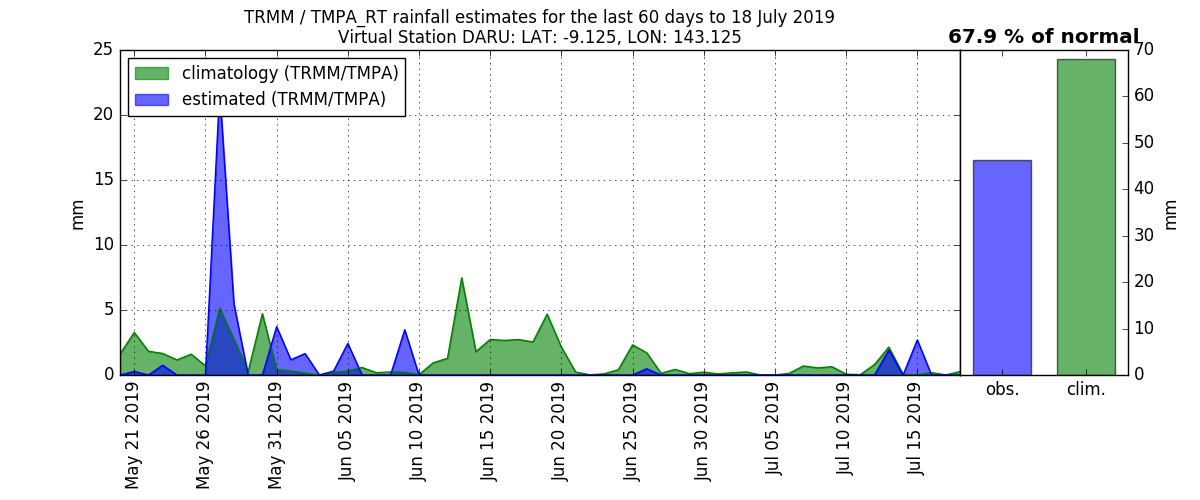 TRMM / TMPA_RT rainfall estimates for the last 60 days to 18 July 2019
Virtual Station DARU: LAT: -9.125, LON: 143.125
67.9 % of normal
climatology (TRMM/TMPA)
estimated (TRMM/TMPA)
25
20
15
10
5
0
mm
May 21 2019
May 26 2019
May 31 2019
Jun 05 2019
Jun 10 2019
Jun 15 2019
Jun 20 2019
Jun 25 2019
Jun 30 2019
Jul 05 2019
Jul 10 2019
Jul 15 2019
obs.
clim.
70
60
50
40
30
20
10
0
mm